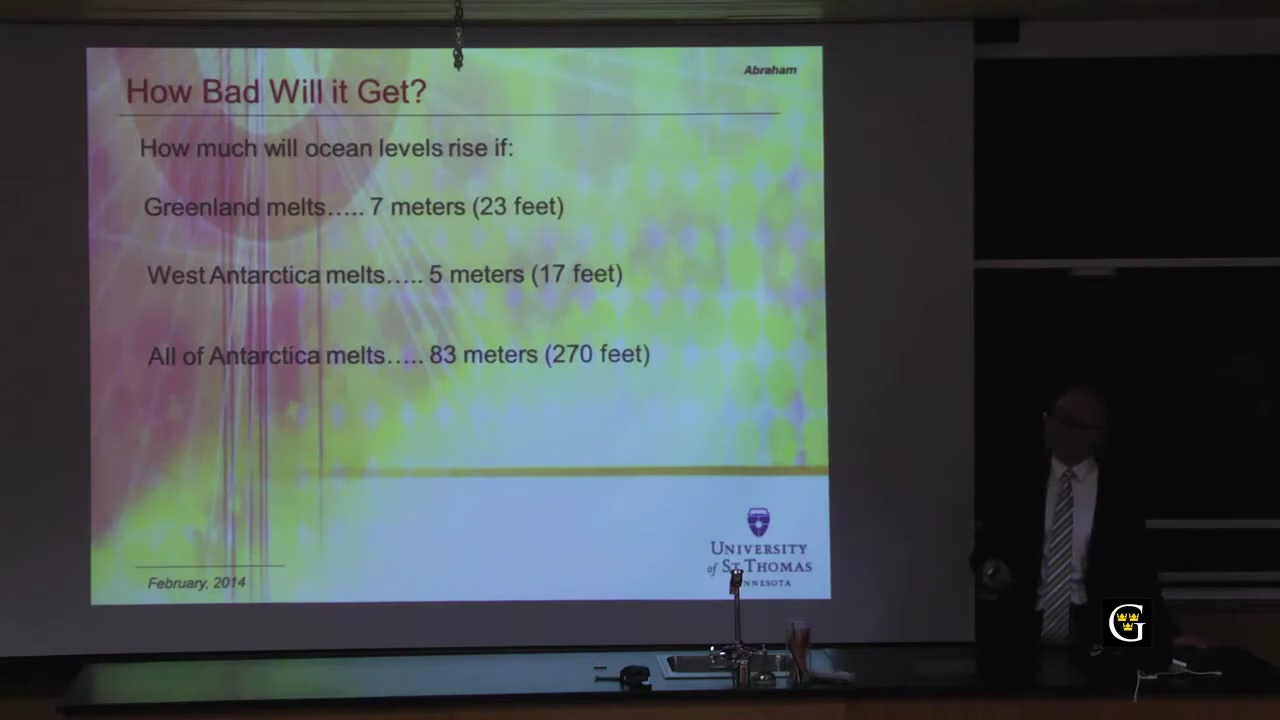 Abraham
How Bad Will it Get?
How much will ocean levels rise if:
Greenland melts..... 7 meters (23 feet)
West Antarctica melts..... 5 meters (17 feet)
All of Antarctica melts..... 83 meters (270 feet)
UNIVERSITY
of ST. THOMAS
NNESOTA
February, 2014
G